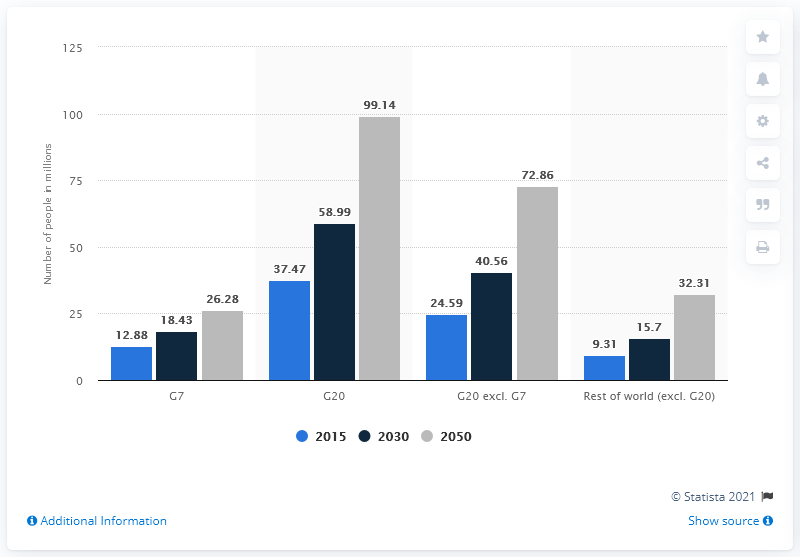 125
100
75
50
25
0
Number of people in millions
12.88
18.43
26.28
37.47
58.99
99.14
24.59
40.56
72.86
9.31
15.7
32.31
G7
G20
G20 excl. G7
Rest of world (excl. G20)
2015
2030
2050
© Statista 2021
Additional Information
Show source